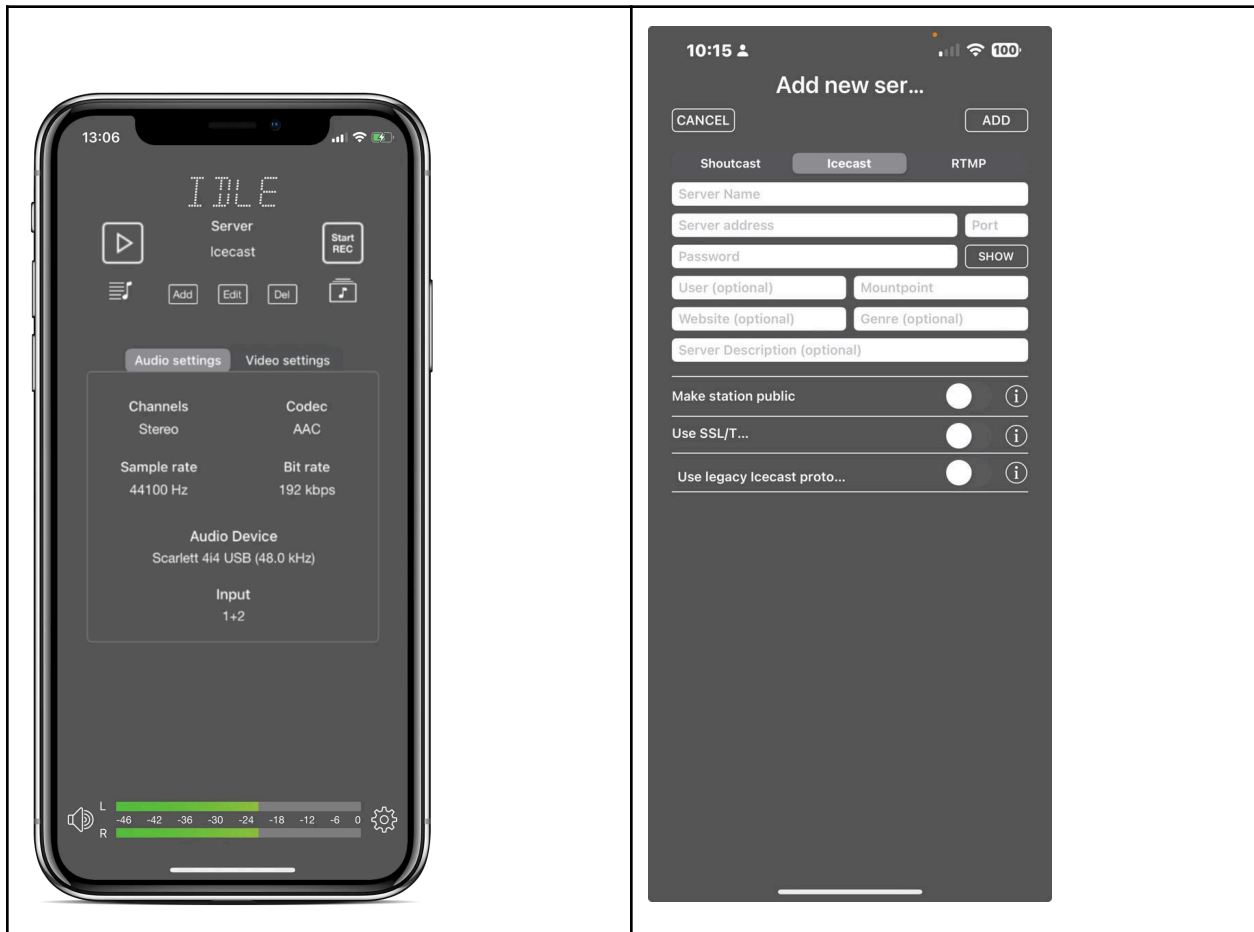 13:06
IDLE
Server
Icecast
Start
REC
Add Edit Del
Audio settings Video settings
Channels Codec
Stereo AAC
Sample rate Bit rate
44100 Hz 192 kbps
Audio Device
Scarlett 4i4 USB (48.0 kHz)
Input
1+2
L
-46 -42 -36 -30 -24 -18 -12 -6 0
R
10:15 100
Add new ser...
CANCEL ADD
Shoutcast Icecast RTMP
Server Name
Server address Port
Password SHOW
User (optional) Mountpoint
Website (optional) Genre (optional)
Server Description (optional)
Make station public i
Use SSL/T... i
Use legacy Icecast proto... i